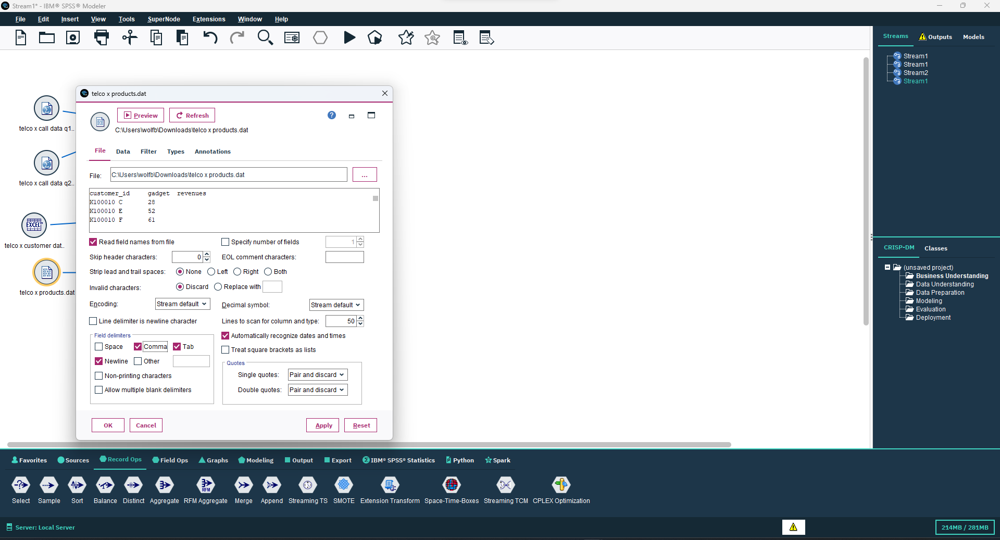 Stream1* - IBM® SPSS® Modeler
File Edit Insert View Tools SuperNode Extensions Window Help
Streams Outputs Models
Stream1
Stream1
Stream2
Stream1
telco x call data q1..
telco x call data q2..
EXCEL™
telco x customer dat..
telco x products.dat
telco x products.dat
Preview Refresh
C:\Users\wolfb\Downloads\telco x products.dat
File Data Filter Types Annotations
File: C:\Users\wolfb\Downloads\telco x products.dat ...
customer_id gadget revenues
K100010 C 28
K100010 E 52
K100010 F 61
Read field names from file Specify number of fields 1
Skip header characters: 0 EOL comment characters:
Strip lead and trail spaces: None Left Right Both
Invalid characters: Discard Replace with
Encoding: Stream default Decimal symbol: Stream default
Line delimiter is newline character Lines to scan for column and type: 50
Field delimiters Automatically recognize dates and times
Space Comma Tab Treat square brackets as lists
Newline Other Quotes
Non-printing characters Single quotes: Pair and discard
Allow multiple blank delimiters Double quotes: Pair and discard
OK Cancel Apply Reset
CRISP-DM Classes
(unsaved project)
Business Understanding
Data Understanding
Data Preparation
Modeling
Evaluation
Deployment
Favorites Sources Record Ops Field Ops Graphs Modeling Output Export IBM® SPSS® Statistics Python Spark
RFM
Select Sample Sort Balance Distinct Aggregate RFM Aggregate Merge Append Streaming TS SMOTE Extension Transform Space-Time-Boxes Streaming TCM CPLEX Optimization
Server: Local Server 214MB / 281MB